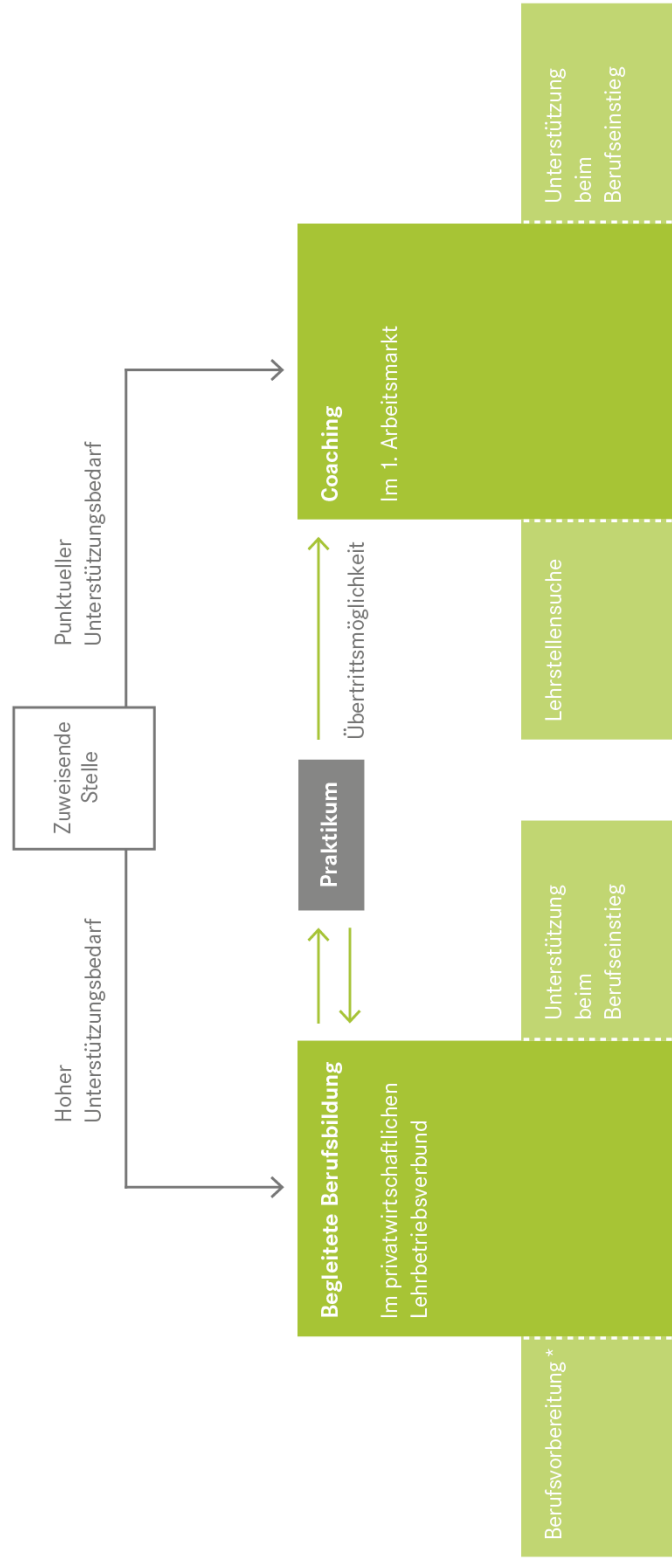 Zuweisende
Stelle
Hoher
Unterstützungsbedarf
Punktueller
Unterstützungsbedarf
Begleitete Berufsbildung
Im privatwirtschaftlichen
Lehrbetriebsverbund
Praktikum
Übertrittsmöglichkeit
Coaching
Im 1. Arbeitsmarkt
Berufsvorbereitung *
Unterstützung
beim
Berufseinstieg
Lehrstellensuche
Unterstützung
beim
Berufseinstieg